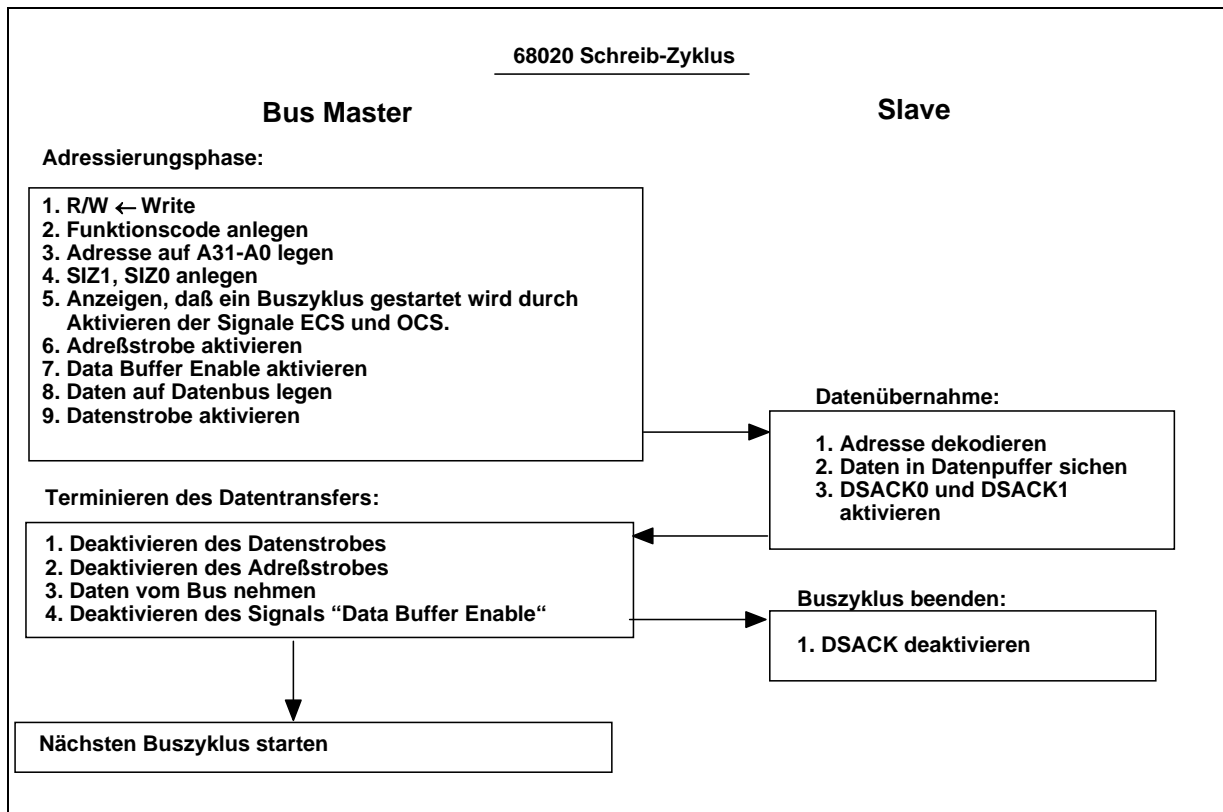 68020 Schreib-Zyklus
Bus Master
Slave
Adressierungsphase:
1. R/W ← Write
2. Funktionscode anlegen
3. Adresse auf A31-A0 legen
4. SIZ1, SIZ0 anlegen
5. Anzeigen, daß ein Buszyklus gestartet wird durch
Aktivieren der Signale ECS und OCS.
6. Adreßstrobe aktivieren
7. Data Buffer Enable aktivieren
8. Daten auf Datenbus legen
9. Datenstrobe aktivieren
Datenübernahme:
1. Adresse dekodieren
2. Daten in Datenpuffer sichen
3. DSACK0 und DSACK1
aktivieren
Terminieren des Datentransfers:
1. Deaktivieren des Datenstrobes
2. Deaktivieren des Adreßstrobes
3. Daten vom Bus nehmen
4. Deaktivieren des Signals “Data Buffer Enable“
Buszyklus beenden:
1. DSACK deaktivieren
Nächsten Buszyklus starten